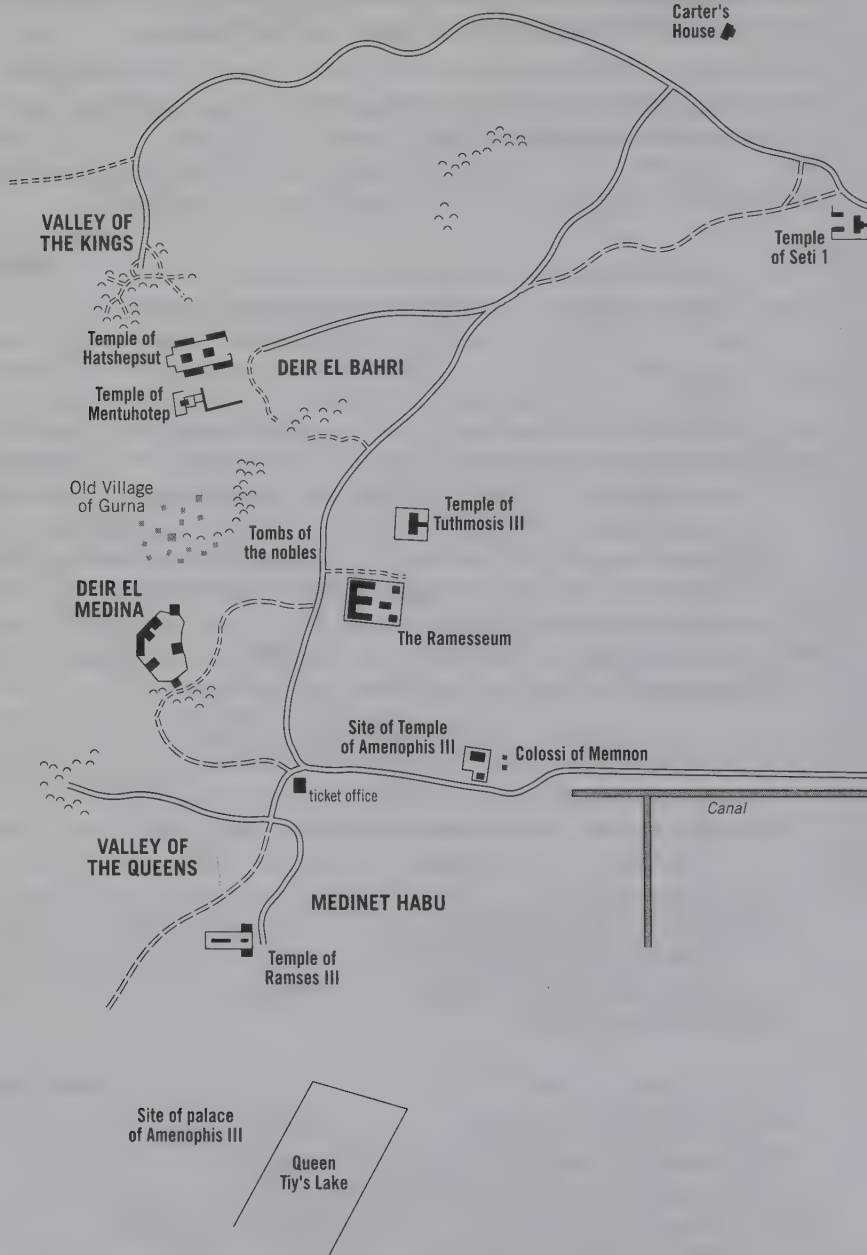 Carter's
House
VALLEY OF
THE KINGS
Temple
of Seti 1
Temple of
Hatshepsut
DEIR EL BAHRI
Temple of
Mentuhotep
Old Village
of Gurna
Temple of
Tuthmosis III
Tombs of
the nobles
DEIR EL
MEDINA
The Ramesseum
Site of Temple
of Amenophis III
Colossi of Memnon
ticket office
Canal
VALLEY OF
THE QUEENS
MEDINET HABU
Temple of
Ramses III
Site of palace
of Amenophis III
Queen
Tiy's Lake